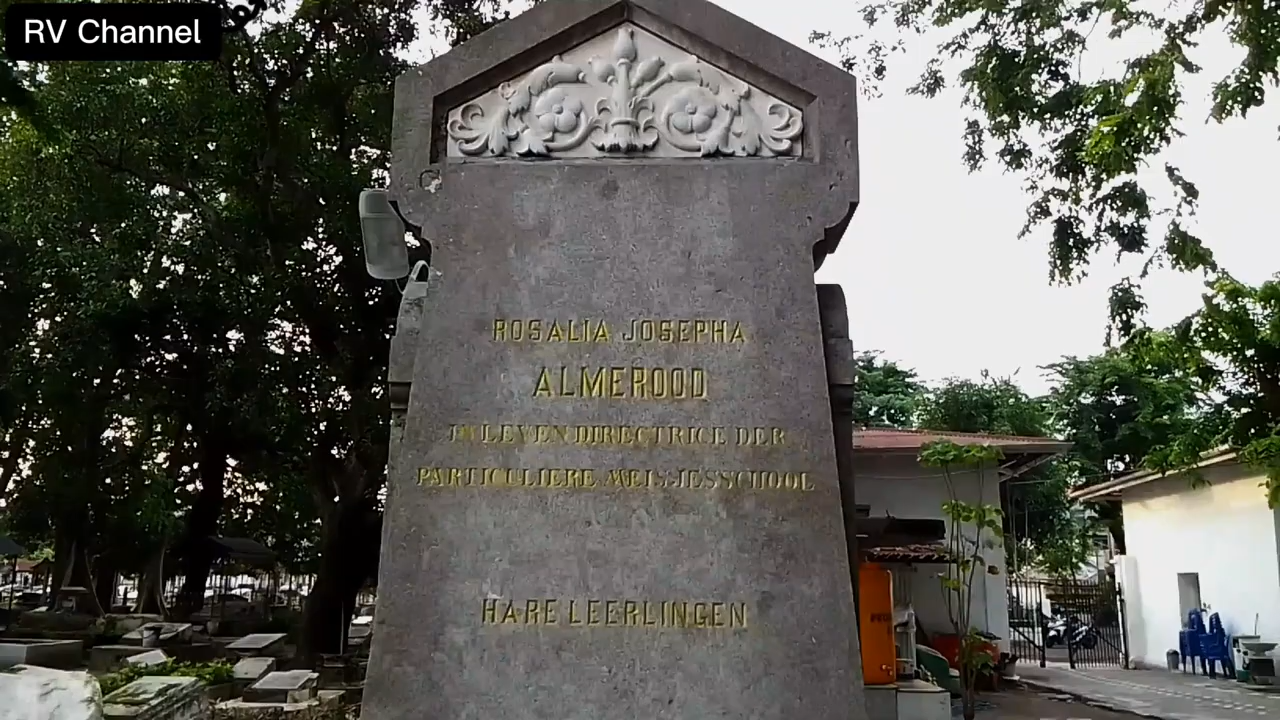 RV Channel
ROSALIA JOSEPHA
ALMEROOD
IN LEVEN DIRECTRICE DER
PARTICULIERE MEISJESSCHOOL
HARE LEERLINGEN